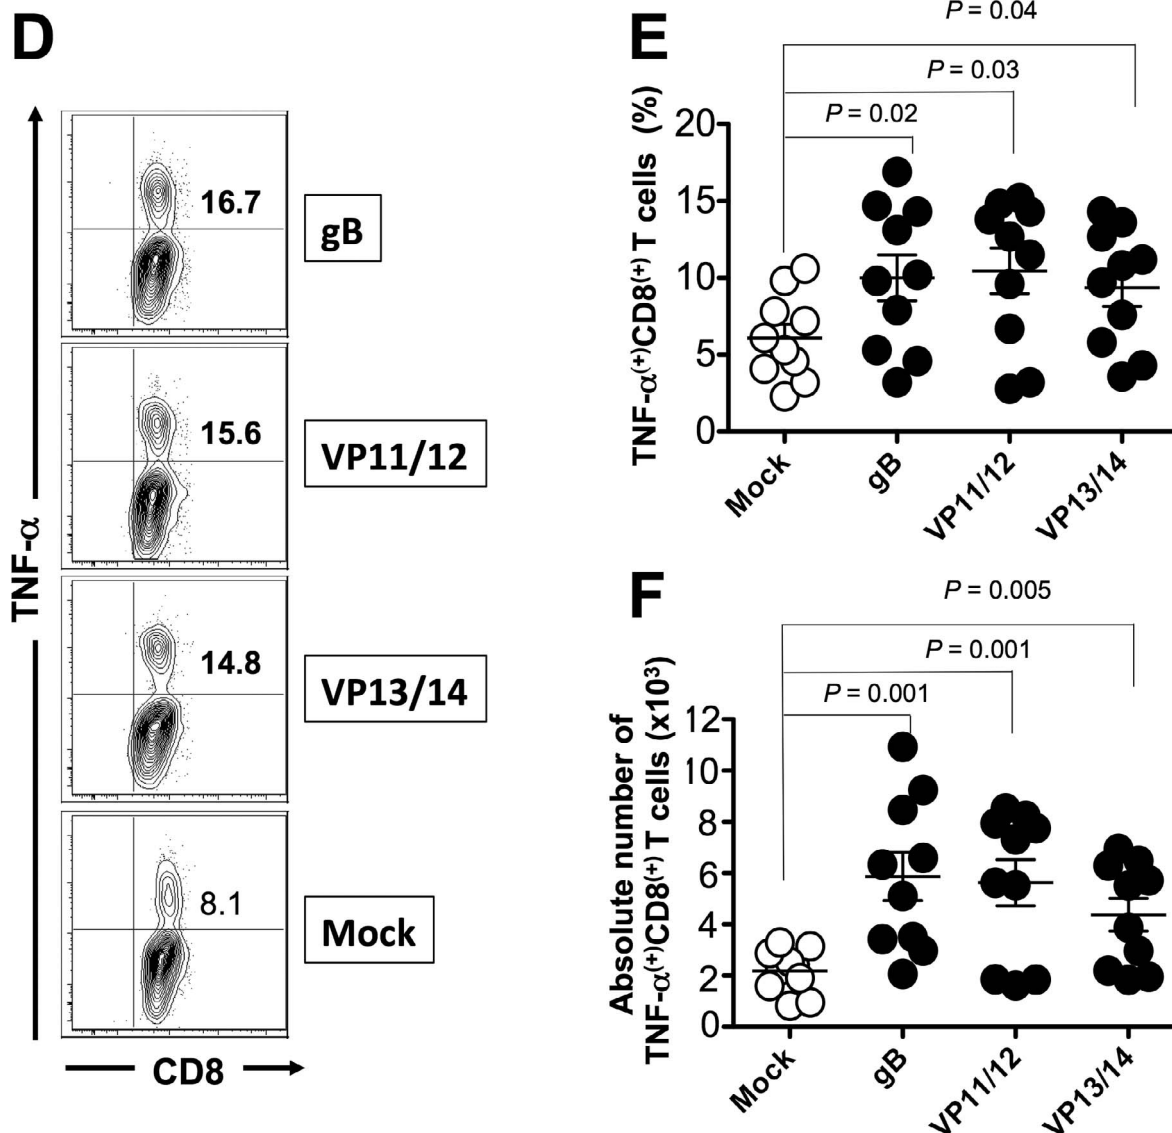 D
TNF-α
16.7
gB
15.6
VP11/12
14.8
VP13/14
8.1
Mock
CD8
E
P = 0.04
P = 0.03
P = 0.02
TNF-α(+)CD8(+) T cells (%)
20
15
10
5
0
Mock
gB
VP11/12
VP13/14
F
P = 0.005
P = 0.001
P = 0.001
Absolute number of
TNF-α(+)CD8(+) T cells (x10³)
12
10
8
6
4
2
0
Mock
gB
VP11/12
VP13/14